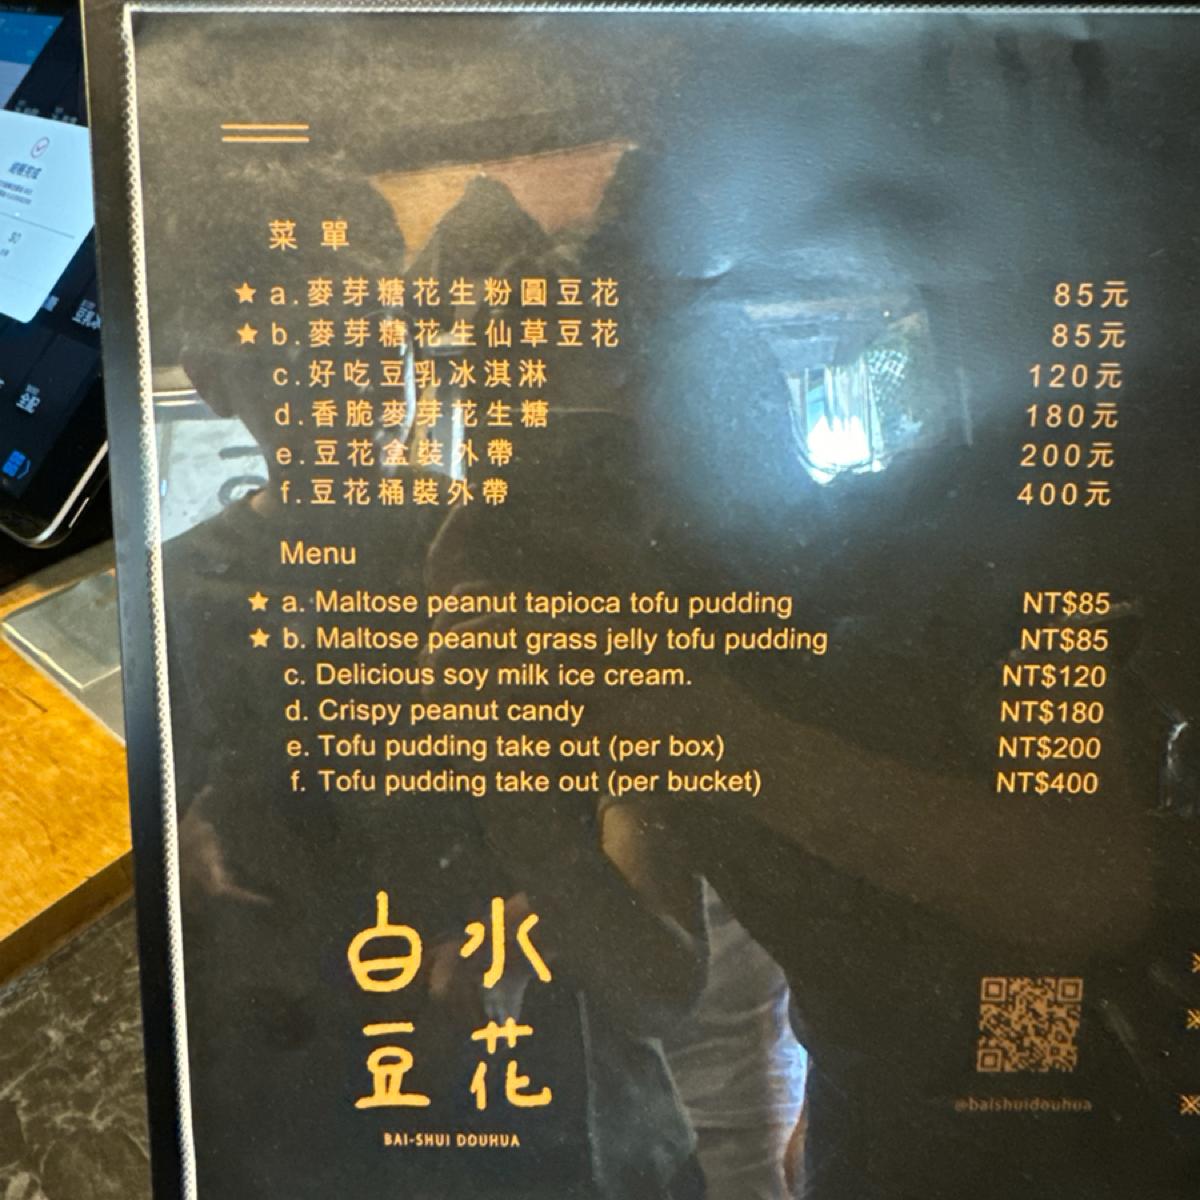 菜單
★ a.麥芽糖花生粉圓豆花 85元
★ b.麥芽糖花生仙草豆花 85元
c.好吃豆乳冰淇淋 120元
d.香脆麥芽花生糖 180元
e.豆花盒裝外帶 200元
f.豆花桶裝外帶 400元
Menu
★ a. Maltose peanut tapioca tofu pudding NT$85
★ b. Maltose peanut grass jelly tofu pudding NT$85
c. Delicious soy milk ice cream. NT$120
d. Crispy peanut candy NT$180
e. Tofu pudding take out (per box) NT$200
f. Tofu pudding take out (per bucket) NT$400
白水
豆花
BAI-SHUI DOUHUA
@baishuidouhua
※
※
※